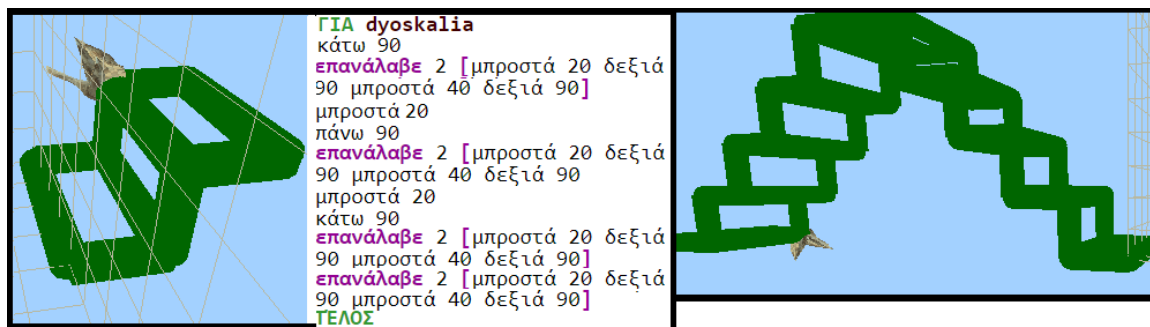 ΓΙΑ dyoskalia
κάτω 90
επανάλαβε 2 [μπροστά 20 δεξιά
90 μπροστά 40 δεξιά 90]
μπροστά 20
πάνω 90
επανάλαβε 2 [μπροστά 20 δεξιά
90 μπροστά 40 δεξιά 90
μπροστά 20
κάτω 90
επανάλαβε 2 [μπροστά 20 δεξιά
90 μπροστά 40 δεξιά 90]
επανάλαβε 2 [μπροστά 20 δεξιά
90 μπροστά 40 δεξιά 90]
ΤΕΛΟΣ